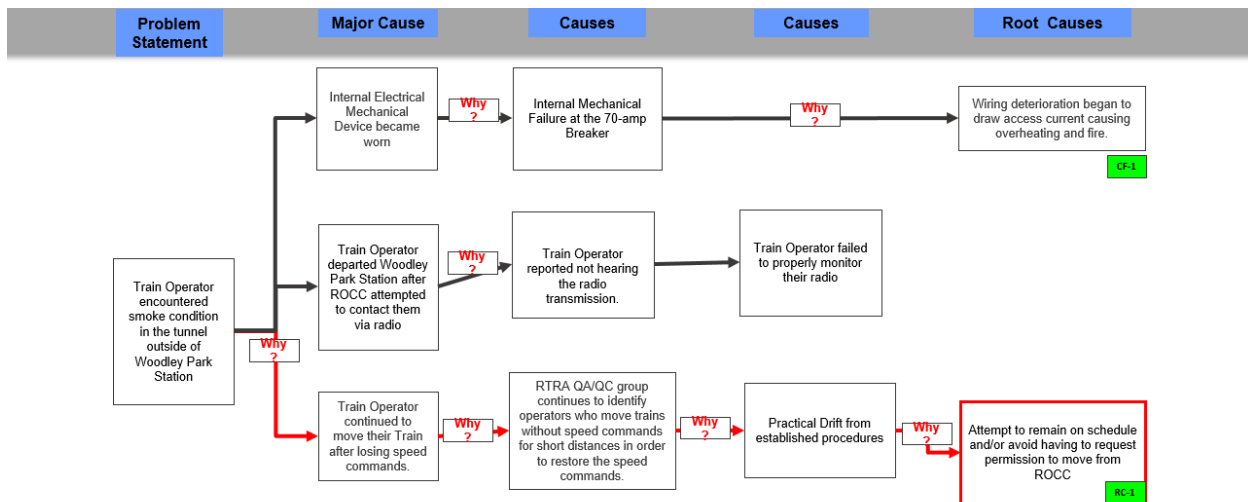 Problem
Statement
Major Cause
Causes
Causes
Root Causes
Internal Electrical
Mechanical
Device became
worn
Why
?
Internal Mechanical
Failure at the 70-amp
Breaker
Why
?
Wiring deterioration began to
draw access current causing
overheating and fire.
CF-1
Train Operator
encountered
smoke condition
in the tunnel
outside of
Woodley Park
Station
Train Operator
departed Woodley
Park Station after
ROCC attempted
to contact them
via radio
Why
?
Train Operator
reported not hearing
the radio
transmission.
Train Operator failed
to properly monitor
their radio
Why
?
Train Operator
continued to
move their Train
after losing speed
commands.
Why
?
RTRA QA/QC group
continues to identify
operators who move trains
without speed commands
for short distances in order
to restore the speed
commands.
Why
?
Practical Drift from
established procedures
Why
?
Attempt to remain on schedule
and/or avoid having to request
permission to move from
ROCC
RC-1